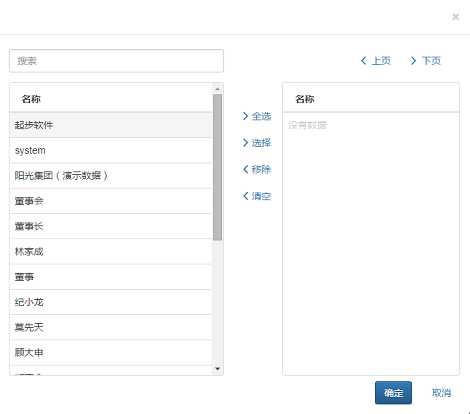 ×
搜索
上页 下页
名称
名称
起步软件
没有数据
system
阳光集团（演示数据）
董事会
董事长
林家成
董事
纪小龙
葛先天
顾大申
全选
选择
移除
清空
确定 取消